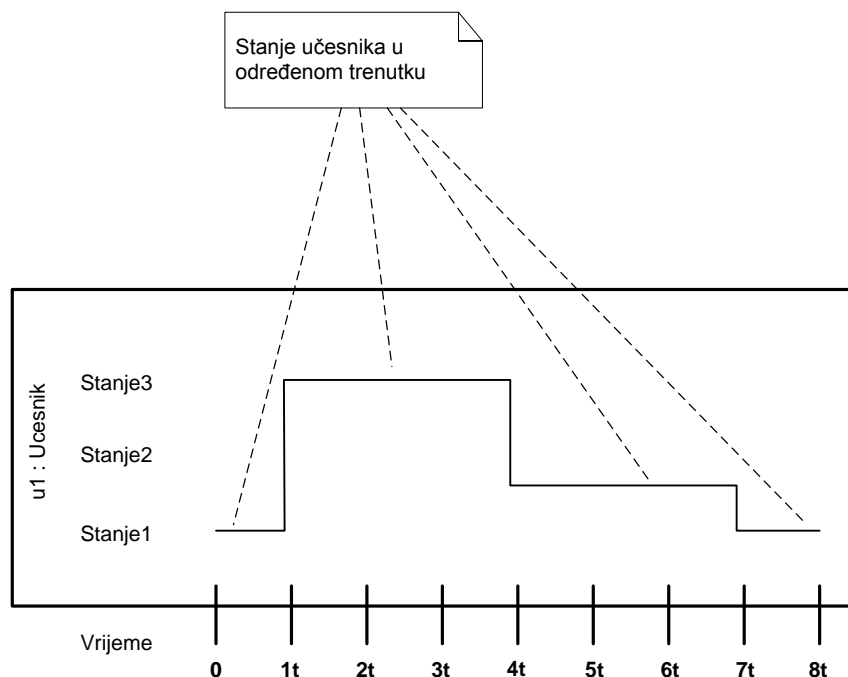 Stanje učesnika u
određenom trenutku
u1 : Ucesnik
Stanje3
Stanje2
Stanje1
Vrijeme
0 1t 2t 3t 4t 5t 6t 7t 8t